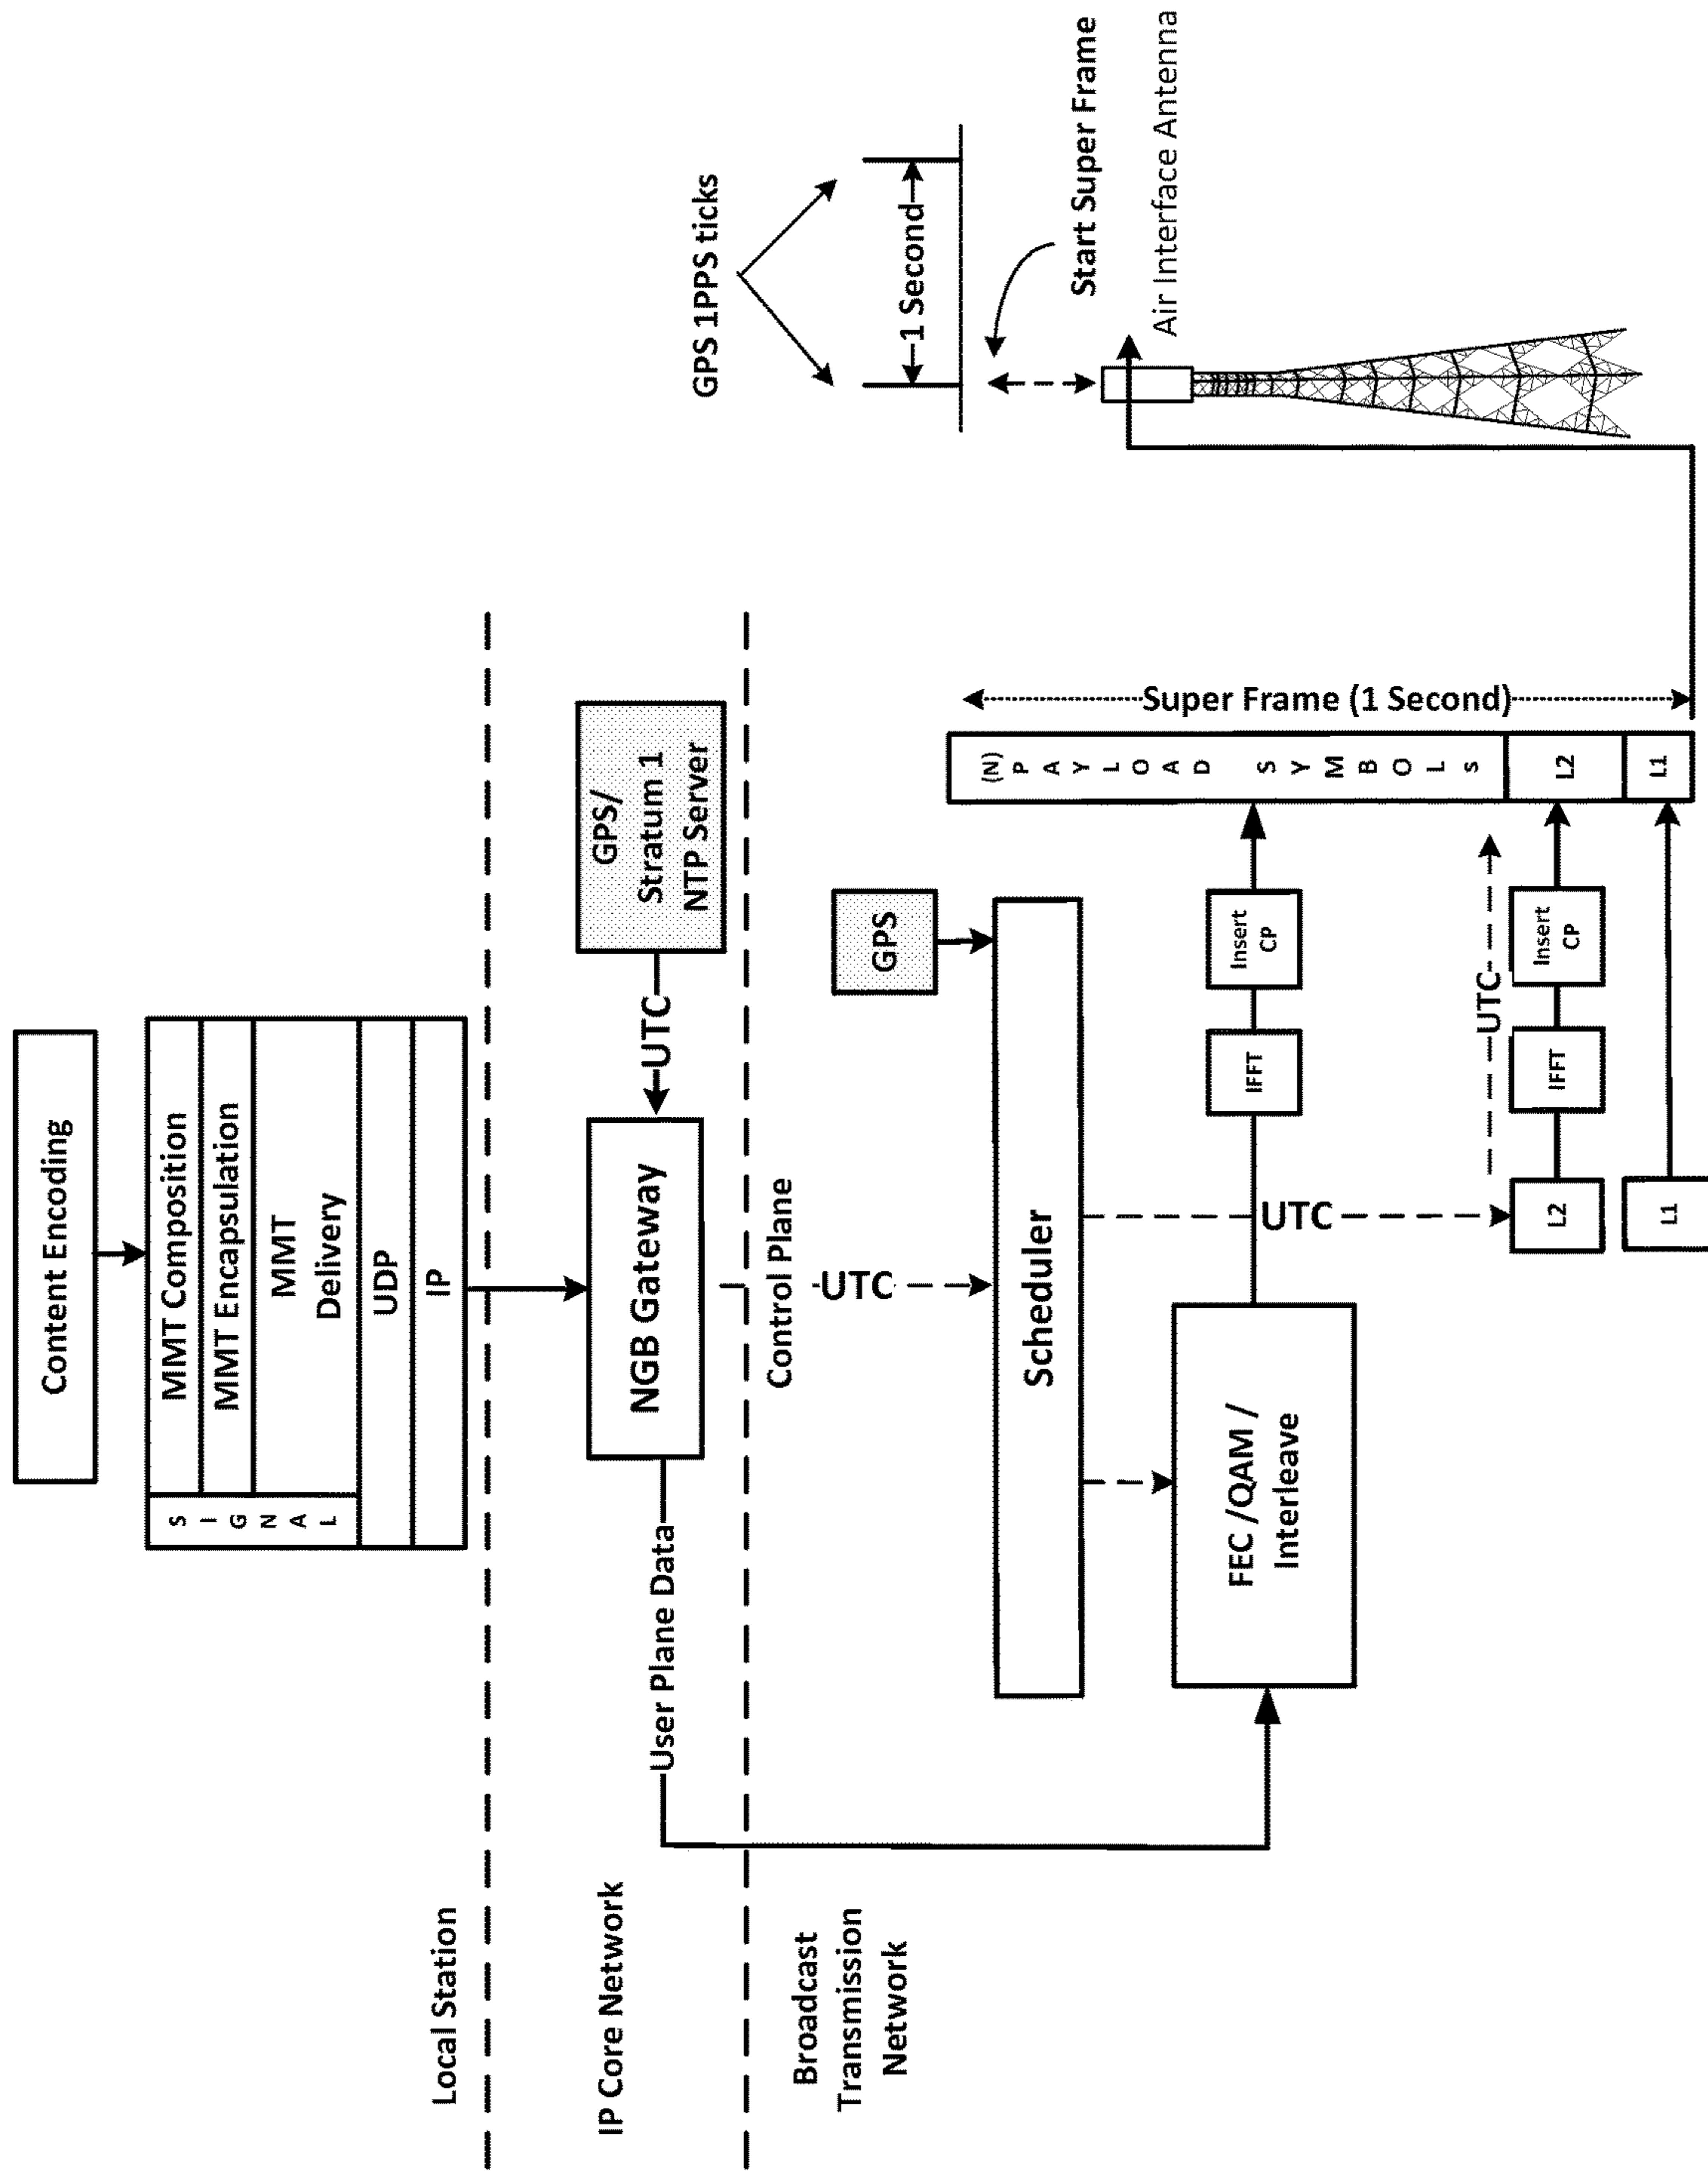 Content Encoding
S I G N A L
MMT Composition
MMT Encapsulation
MMT
Delivery
UDP
IP
Local Station
IP Core Network
User Plane Data
NGB Gateway
UTC
GPS/
Stratum 1
NTP Server
Broadcast
Transmission
Network
Control Plane
UTC
GPS
Scheduler
FEC /QAM /
Interleave
IFFT
Insert
CP
UTC
UTC
L2
IFFT
Insert
CP
L1
(N) P A Y L O A D S Y M B O L s
L2
L1
Super Frame (1 Second)
GPS 1PPS ticks
1 Second
Start Super Frame
Air Interface Antenna